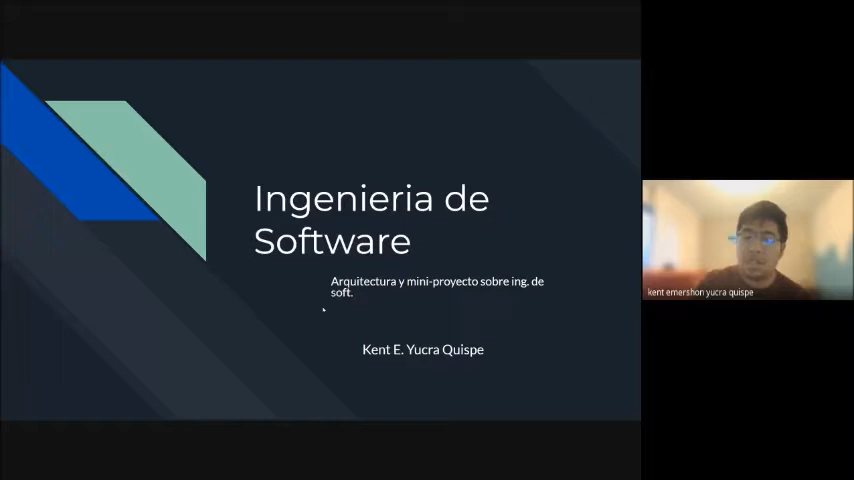 Ingenieria de
Software
Arquitectura y mini-proyecto sobre ing. de
soft.
Kent E. Yucra Quispe
kent emershon yucra quispe